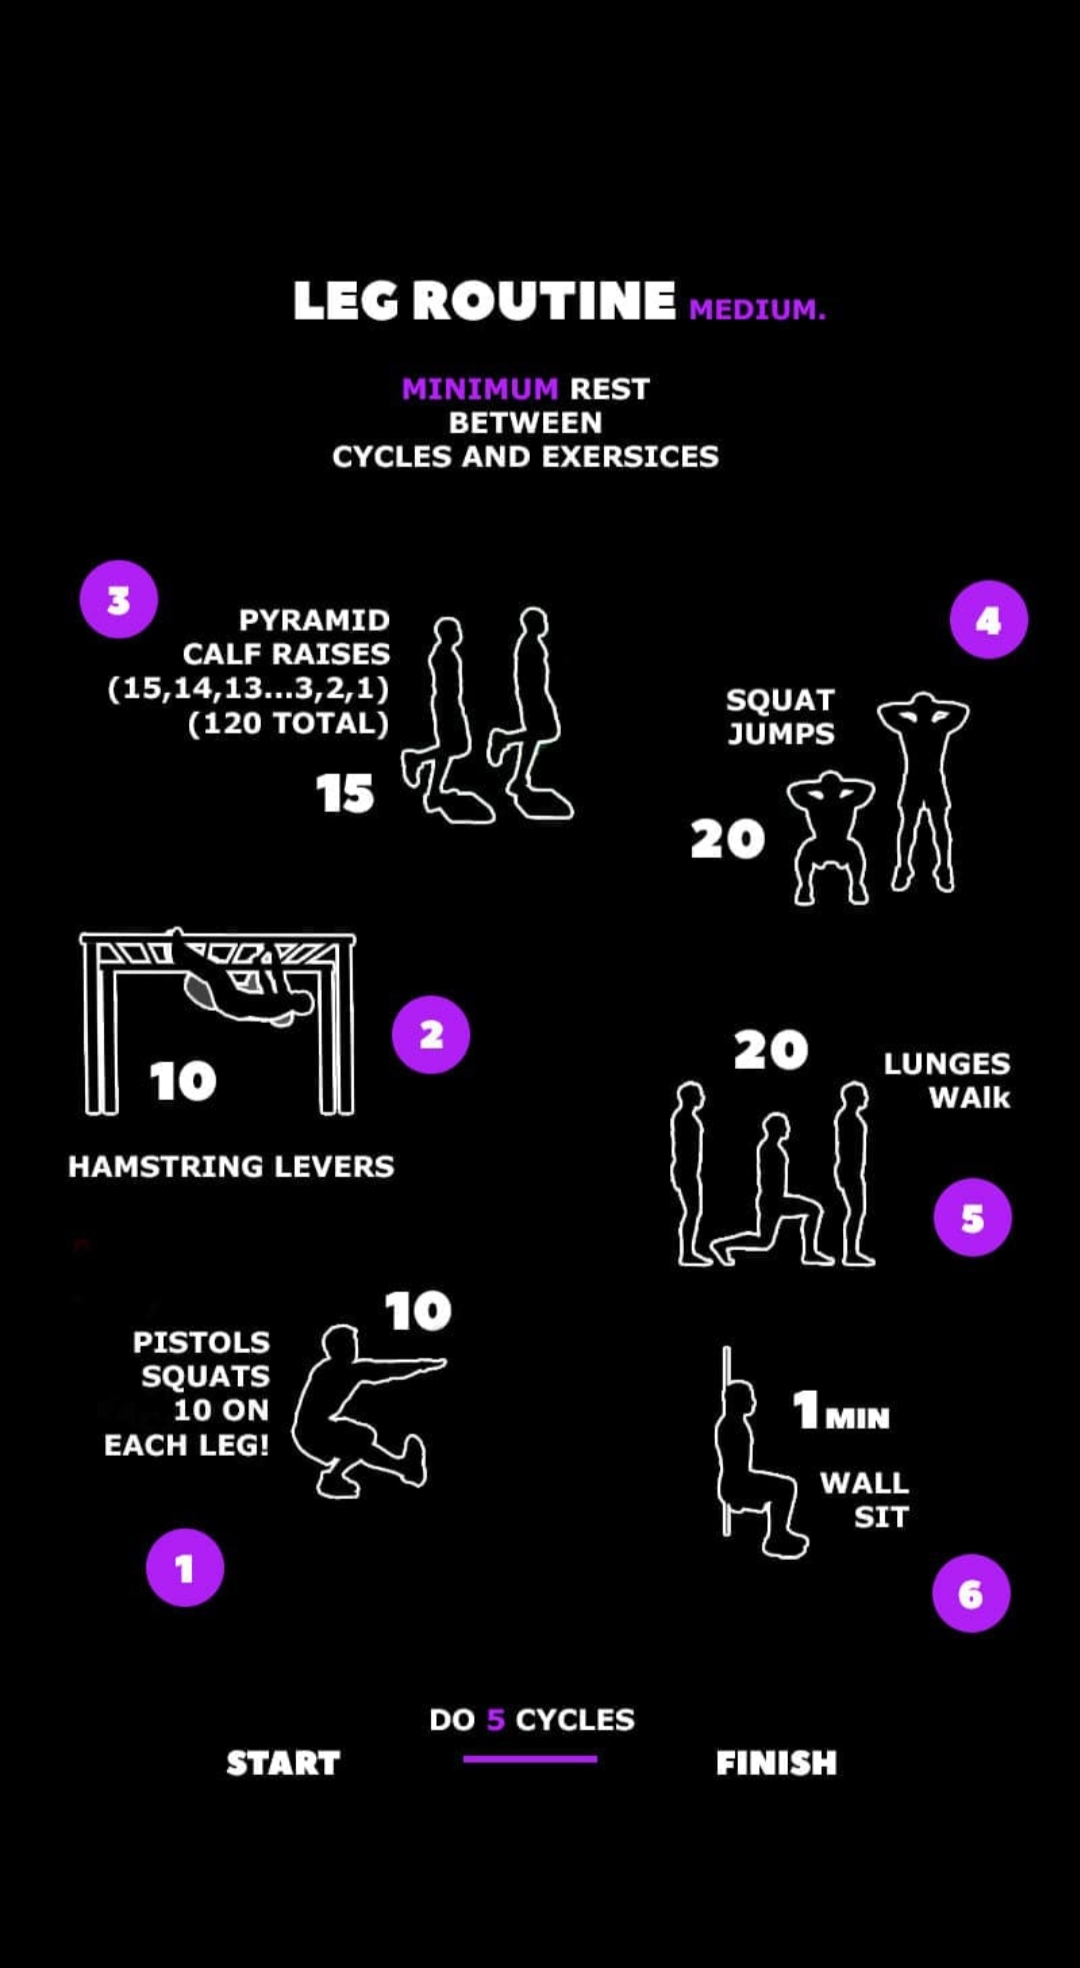 LEG ROUTINE MEDIUM.
MINIMUM REST
BETWEEN
CYCLES AND EXERSICES
3
PYRAMID
CALF RAISES
(15,14,13...3,2,1)
(120 TOTAL)
15
4
SQUAT
JUMPS
20
2
10
HAMSTRING LEVERS
20
LUNGES
WAlk
5
10
PISTOLS
SQUATS
10 ON
EACH LEG!
1
1 MIN
WALL
SIT
6
DO 5 CYCLES
START
FINISH